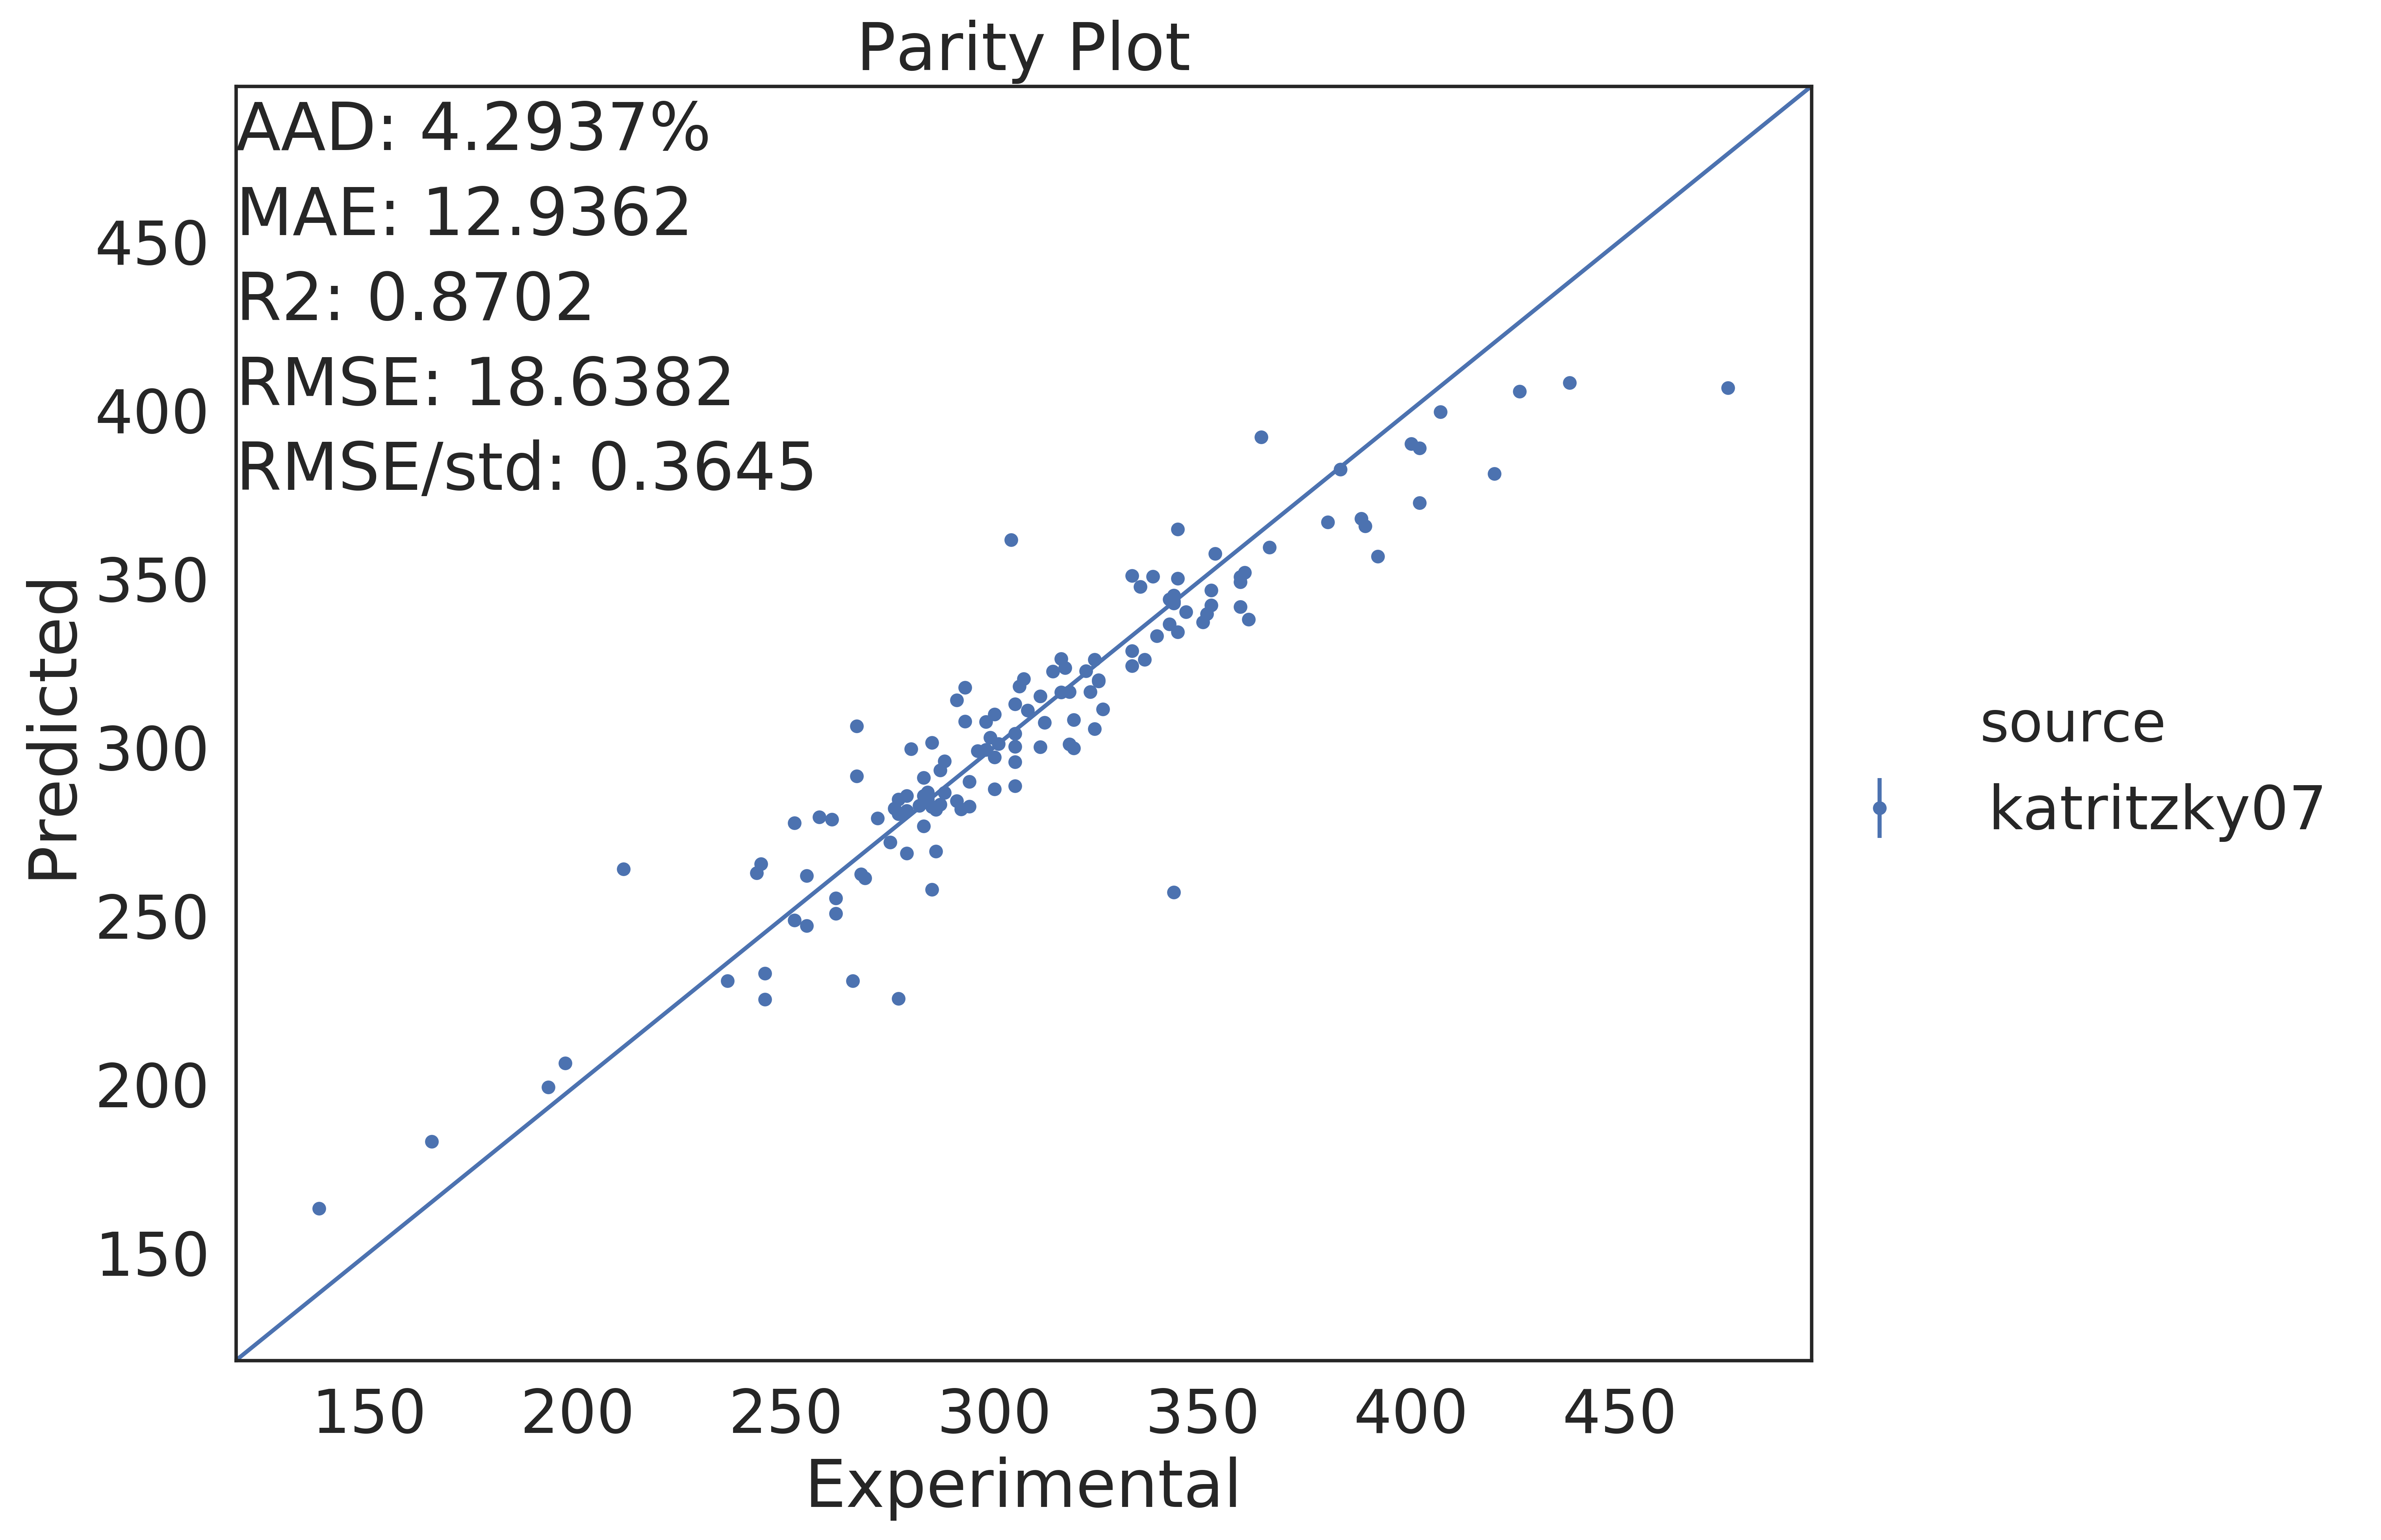 Parity Plot
AAD: 4.2937%
MAE: 12.9362
R2: 0.8702
RMSE: 18.6382
RMSE/std: 0.3645
Predicted
450
400
350
300
250
200
150
150 200 250 300 350 400 450
Experimental
source
katritzky07